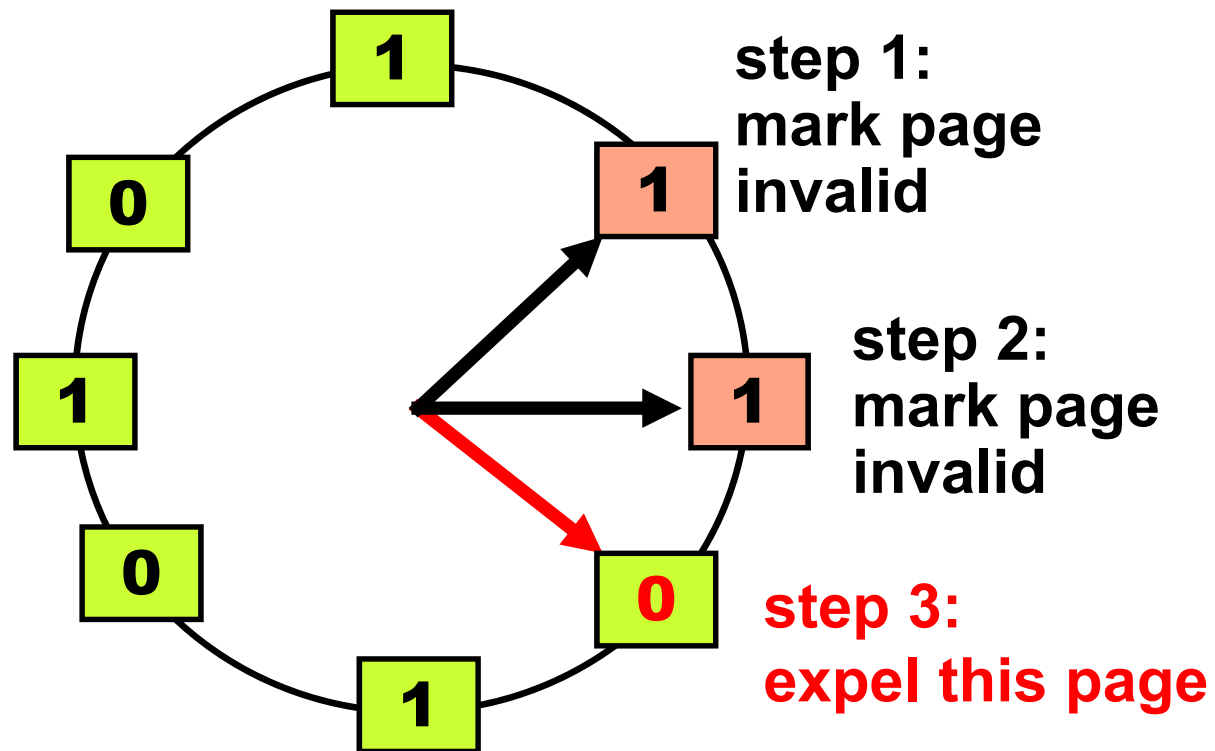 1
step 1:
mark page
invalid
1
0
step 2:
mark page
invalid
1
1
0
0
step 3:
expel this page
1